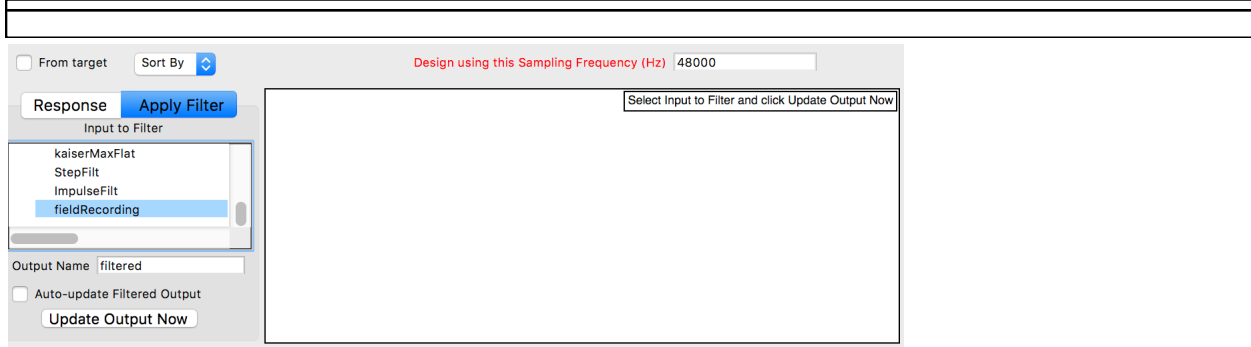 From target Sort By Design using this Sampling Frequency (Hz) 48000
Response Apply Filter Select Input to Filter and click Update Output Now
Input to Filter
kaiserMaxFlat
StepFilt
ImpulseFilt
fieldRecording
Output Name filtered
Auto-update Filtered Output
Update Output Now